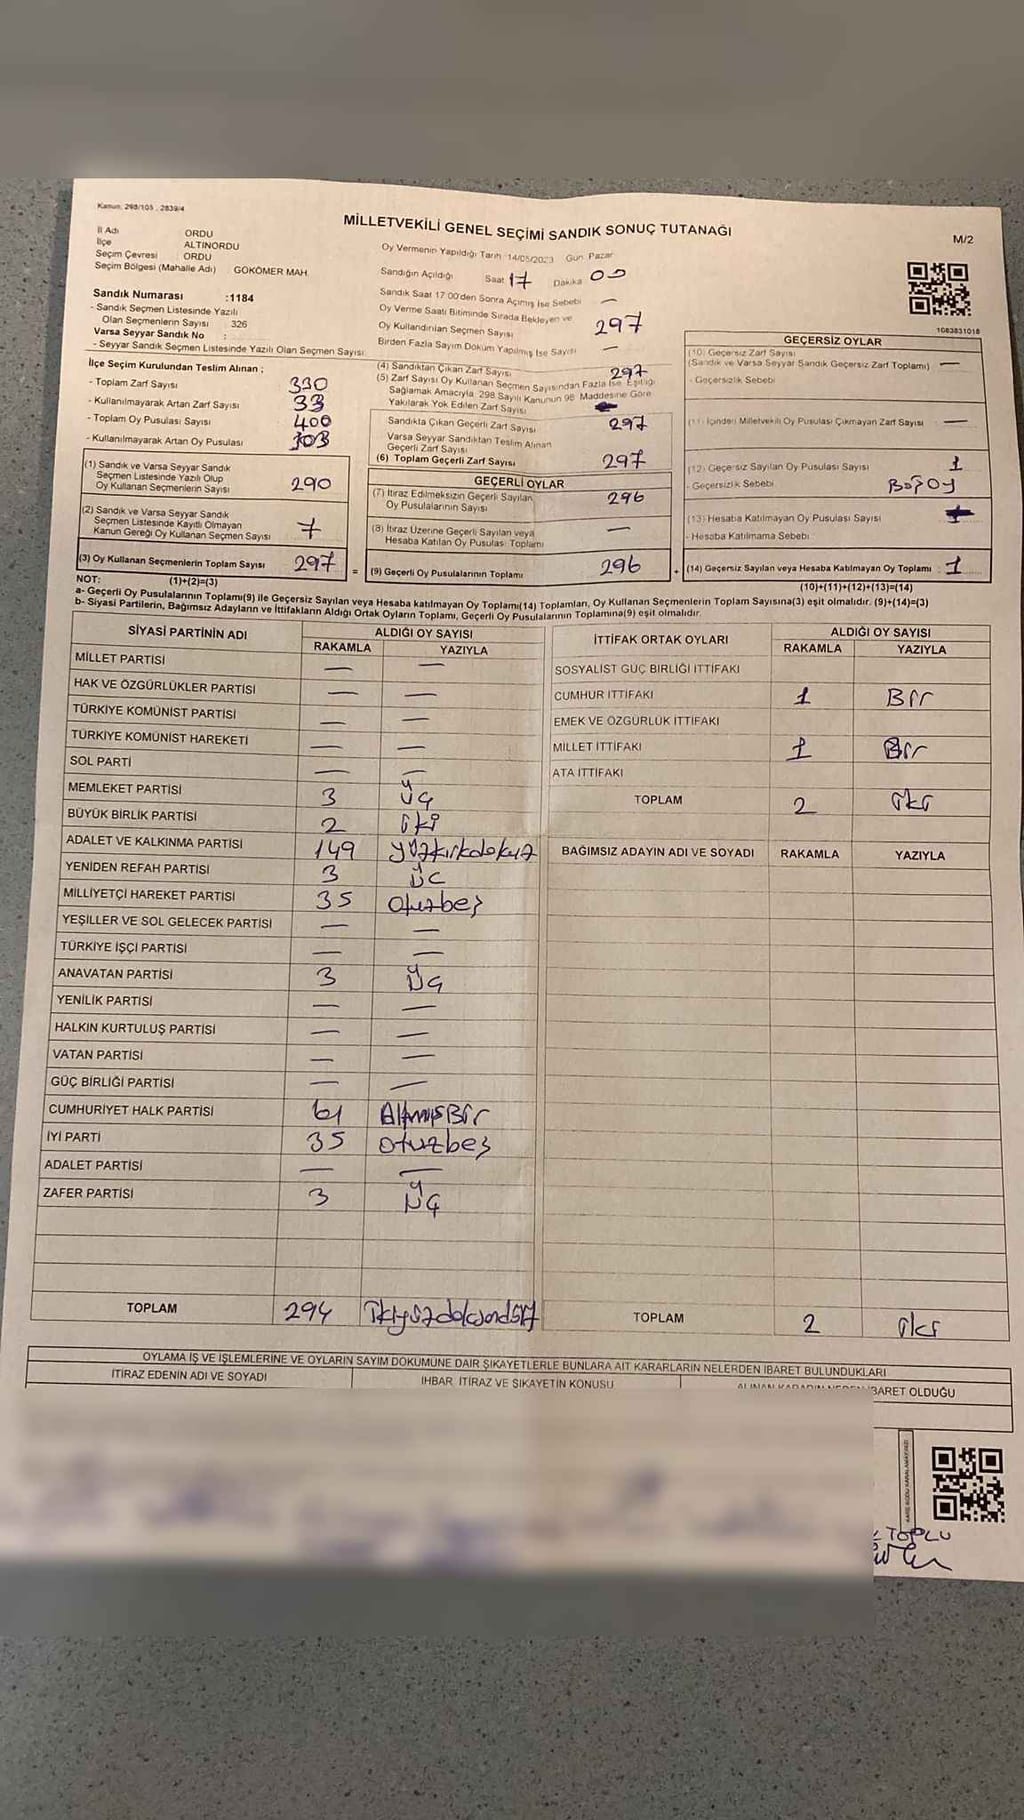 Kanun: 298/105 , 2839/4
MİLLETVEKİLİ GENEL SEÇİMİ SANDIK SONUÇ TUTANAĞI
M/2
İl Adı ORDU
İlçe ALTINORDU
Seçim Çevresi ORDU
Seçim Bölgesi (Mahalle Adı) GÖKÖMER MAH.
Oy Vermenin Yapıldığı Tarih 14/05/2023 Gün Pazar
Sandığın Açıldığı Saat 17 Dakika 00
Sandık Saat 17:00'den Sonra Açımış İse Sebebi —
Oy Verme Saati Bitiminde Sırada Bekleyen ve
Oy Kullandırılan Seçmen Sayısı 297
Birden Fazla Sayım Döküm Yapılmış İse Sayısı —
1083831018
Sandık Numarası :1184
- Sandık Seçmen Listesinde Yazılı
Olan Seçmenlerin Sayısı : 326
Varsa Seyyar Sandık No :
- Seyyar Sandık Seçmen Listesinde Yazılı Olan Seçmen Sayısı
İlçe Seçim Kurulundan Teslim Alınan ;
- Toplam Zarf Sayısı 330
- Kullanılmayarak Artan Zarf Sayısı 33
- Toplam Oy Pusulası Sayısı 400
- Kullanılmayarak Artan Oy Pusulası 103
(1) Sandık ve Varsa Seyyar Sandık
Seçmen Listesinde Yazılı Olup
Oy Kullanan Seçmenlerin Sayısı 290
(2) Sandık ve Varsa Seyyar Sandık
Seçmen Listesinde Kayıtlı Olmayan
Kanun Gereği Oy Kullanan Seçmen Sayısı 7
(3) Oy Kullanan Seçmenlerin Toplam Sayısı 297
(1)+(2)=(3)
(4) Sandıktan Çıkan Zarf Sayısı 297
(5) Zarf Sayısı Oy Kullanan Seçmen Sayısından Fazla İse, Eşitliği
Sağlamak Amacıyla 298 Sayılı Kanunun 98. Maddesine Göre
Yakılarak Yok Edilen Zarf Sayısı
Sandıkta Çıkan Geçerli Zarf Sayısı 297
Varsa Seyyar Sandıktan Teslim Alınan
Geçerli Zarf Sayısı
(6) Toplam Geçerli Zarf Sayısı 297
GEÇERLİ OYLAR
(7) İtiraz Edilmeksizin Geçerli Sayılan
Oy Pusulalarının Sayısı 296
(8) İtiraz Üzerine Geçerli Sayılan veya
Hesaba Katılan Oy Pusulası Toplamı —
= (9) Geçerli Oy Pusulalarının Toplamı 296
GEÇERSİZ OYLAR
(10) Geçersiz Zarf Sayısı
(Sandık ve Varsa Seyyar Sandık Geçersiz Zarf Toplamı) —
- Geçersizlik Sebebi
(11) İçinden Milletvekili Oy Pusulası Çıkmayan Zarf Sayısı —
(12) Geçersiz Sayılan Oy Pusulası Sayısı 1
- Geçersizlik Sebebi Boş oy
(13) Hesaba Katılmayan Oy Pusulası Sayısı
- Hesaba Katılmama Sebebi
+ (14) Geçersiz Sayılan veya Hesaba Katılmayan Oy Toplamı 1
(10)+(11)+(12)+(13)=(14)
NOT:
a- Geçerli Oy Pusulasının Toplamı(9) ile Geçersiz Sayılan veya Hesaba katılmayan Oy Toplamı(14) Toplamları, Oy Kullanan Seçmenlerin Toplam Sayısına(3) eşit olmalıdır. (9)+(14)=(3)
b- Siyasi Partilerin, Bağımsız Adayların ve İttifakların Aldığı Ortak Oyların Toplamı, Geçerli Oy Pusulalarının Toplamına(9) eşit olmalıdır.
SİYASİ PARTİNİN ADI ALDIĞI OY SAYISI
RAKAMLA YAZIYLA
MİLLET PARTİSİ — —
HAK VE ÖZGÜRLÜKLER PARTİSİ — —
TÜRKİYE KOMÜNİST PARTİSİ — —
TÜRKİYE KOMÜNİST HAREKETİ — —
SOL PARTİ — —
MEMLEKET PARTİSİ 3 Üç
BÜYÜK BİRLİK PARTİSİ 2 iki
ADALET VE KALKINMA PARTİSİ 149 yüzkırkdokuz
YENİDEN REFAH PARTİSİ 3 Üc
MİLLİYETÇİ HAREKET PARTİSİ 35 otuzbeş
YEŞİLLER VE SOL GELECEK PARTİSİ — —
TÜRKİYE İŞÇİ PARTİSİ — —
ANAVATAN PARTİSİ 3 Üç
YENİLİK PARTİSİ — —
HALKIN KURTULUŞ PARTİSİ — —
VATAN PARTİSİ — —
GÜÇ BİRLİĞİ PARTİSİ — —
CUMHURİYET HALK PARTİSİ 61 AltmışBir
İYİ PARTİ 35 otuzbeş
ADALET PARTİSİ — —
ZAFER PARTİSİ 3 Üç
TOPLAM 294 ikiyüzdoksandört
İTTİFAK ORTAK OYLARI ALDIĞI OY SAYISI
RAKAMLA YAZIYLA
SOSYALİST GÜÇ BİRLİĞİ İTTİFAKI
CUMHUR İTTİFAKI 1 Bir
EMEK VE ÖZGÜRLÜK İTTİFAKI
MİLLET İTTİFAKI 1 Bir
ATA İTTİFAKI
TOPLAM 2 iki
BAĞIMSIZ ADAYIN ADI VE SOYADI RAKAMLA YAZIYLA
TOPLAM 2 iki
OYLAMA İŞ VE İŞLEMLERİNE VE OYLARIN SAYIM DÖKÜMÜNE DAİR ŞİKAYETLERLE BUNLARA AİT KARARLARIN NELERDEN İBARET BULUNDUKLARI
İTİRAZ EDENİN ADI VE SOYADI İHBAR, İTİRAZ VE ŞİKAYETİN KONUSU ALINAN KARARIN NEDEN İBARET OLDUĞU
TOPLU